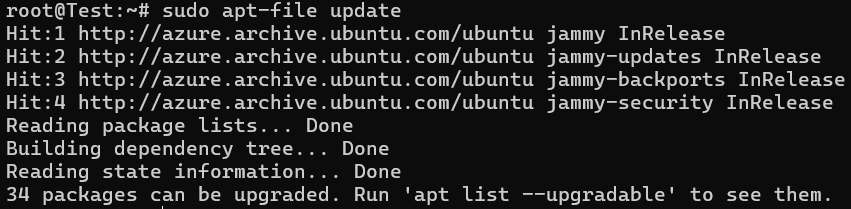 root@Test:~# sudo apt-file update
Hit:1 http://azure.archive.ubuntu.com/ubuntu jammy InRelease
Hit:2 http://azure.archive.ubuntu.com/ubuntu jammy-updates InRelease
Hit:3 http://azure.archive.ubuntu.com/ubuntu jammy-backports InRelease
Hit:4 http://azure.archive.ubuntu.com/ubuntu jammy-security InRelease
Reading package lists... Done
Building dependency tree... Done
Reading state information... Done
34 packages can be upgraded. Run 'apt list --upgradable' to see them.